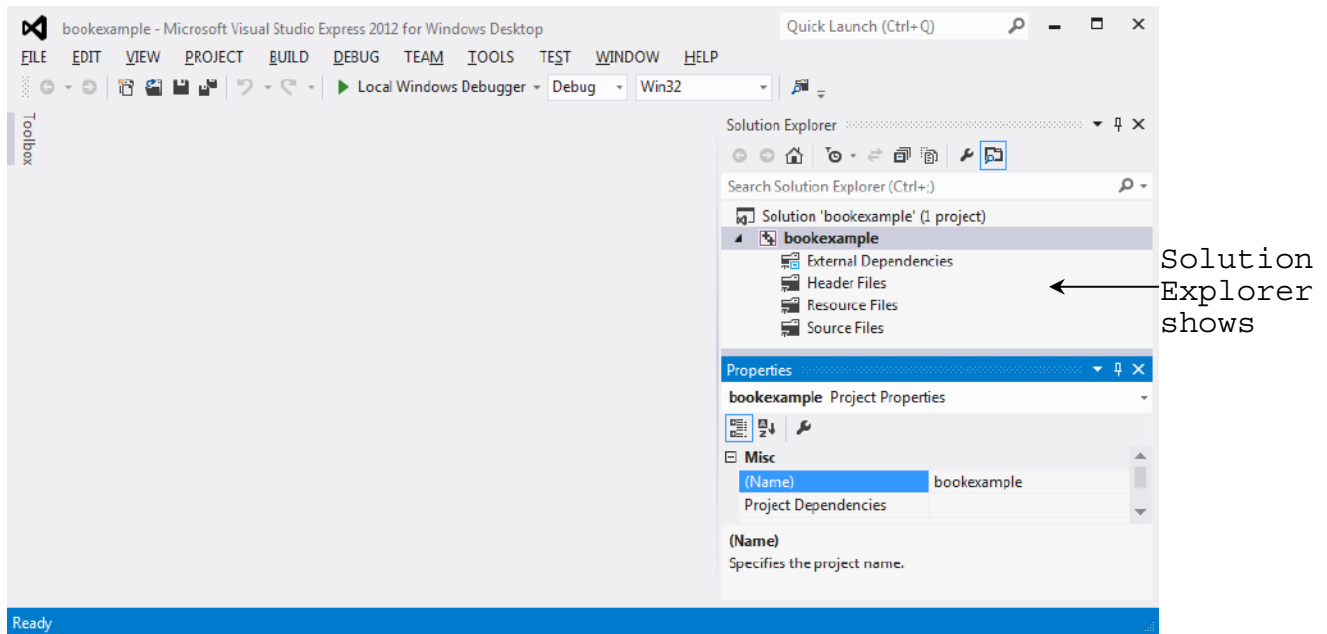 bookexample - Microsoft Visual Studio Express 2012 for Windows Desktop
Quick Launch (Ctrl+Q)
FILE EDIT VIEW PROJECT BUILD DEBUG TEAM TOOLS TEST WINDOW HELP
Local Windows Debugger Debug Win32
Toolbox
Solution Explorer
Search Solution Explorer (Ctrl+;)
Solution 'bookexample' (1 project)
bookexample
External Dependencies
Header Files
Resource Files
Source Files
Solution
Explorer
shows
Properties
bookexample Project Properties
Misc
(Name) bookexample
Project Dependencies
(Name)
Specifies the project name.
Ready